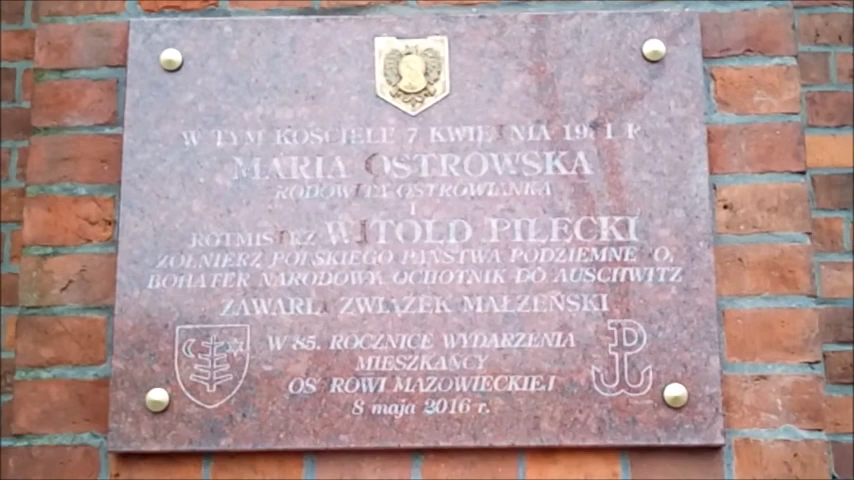 W TYM KOŚCIELE 7 KWIETNIA 1931 R
MARIA OSTROWSKA
RODOWITA OSTROWIANKA
I
ROTMISTRZ WITOLD PILECKI
ŻOŁNIERZ POLSKIEGO PAŃSTWA PODZIEMNEGO,
BOHATER NARODOWY, OCHOTNIK DO AUSCHWITZ
ZAWARLI ZWIĄZEK MAŁŻEŃSKI
W 85. ROCZNICĘ WYDARZENIA
MIESZKAŃCY
OSTROWI MAZOWIECKIEJ
8 maja 2016 r.